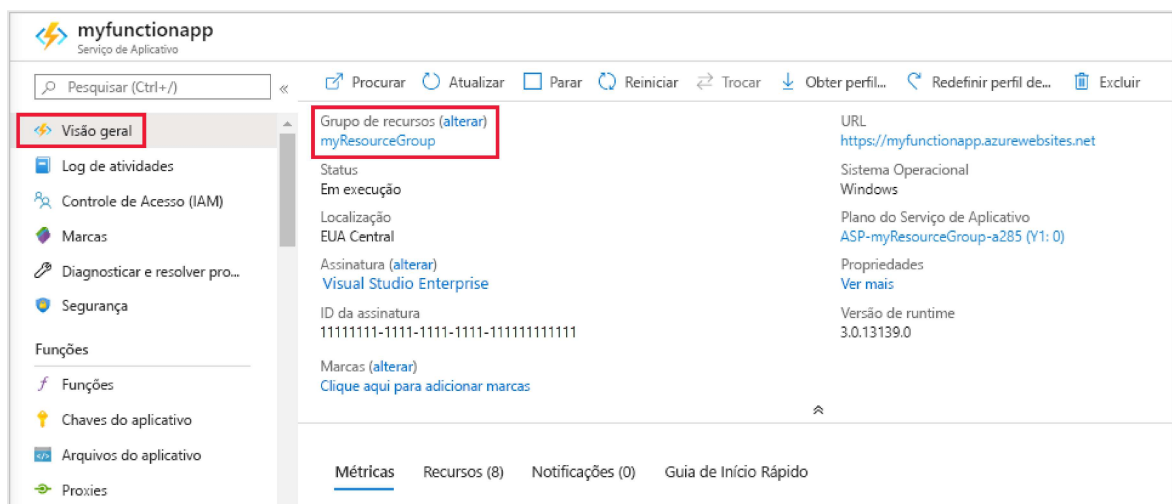 myfunctionapp
Serviço de Aplicativo
Pesquisar (Ctrl+/)
«
Visão geral
Log de atividades
Controle de Acesso (IAM)
Marcas
Diagnosticar e resolver pro...
Segurança
Funções
Funções
Chaves do aplicativo
Arquivos do aplicativo
Proxies
Procurar Atualizar Parar Reiniciar Trocar Obter perfil... Redefinir perfil de... Excluir
Grupo de recursos (alterar)
myResourceGroup
Status
Em execução
Localização
EUA Central
Assinatura (alterar)
Visual Studio Enterprise
ID da assinatura
11111111-1111-1111-1111-111111111111
Marcas (alterar)
Clique aqui para adicionar marcas
URL
https://myfunctionapp.azurewebsites.net
Sistema Operacional
Windows
Plano do Serviço de Aplicativo
ASP-myResourceGroup-a285 (Y1: 0)
Propriedades
Ver mais
Versão de runtime
3.0.13139.0
Métricas Recursos (8) Notificações (0) Guia de Início Rápido